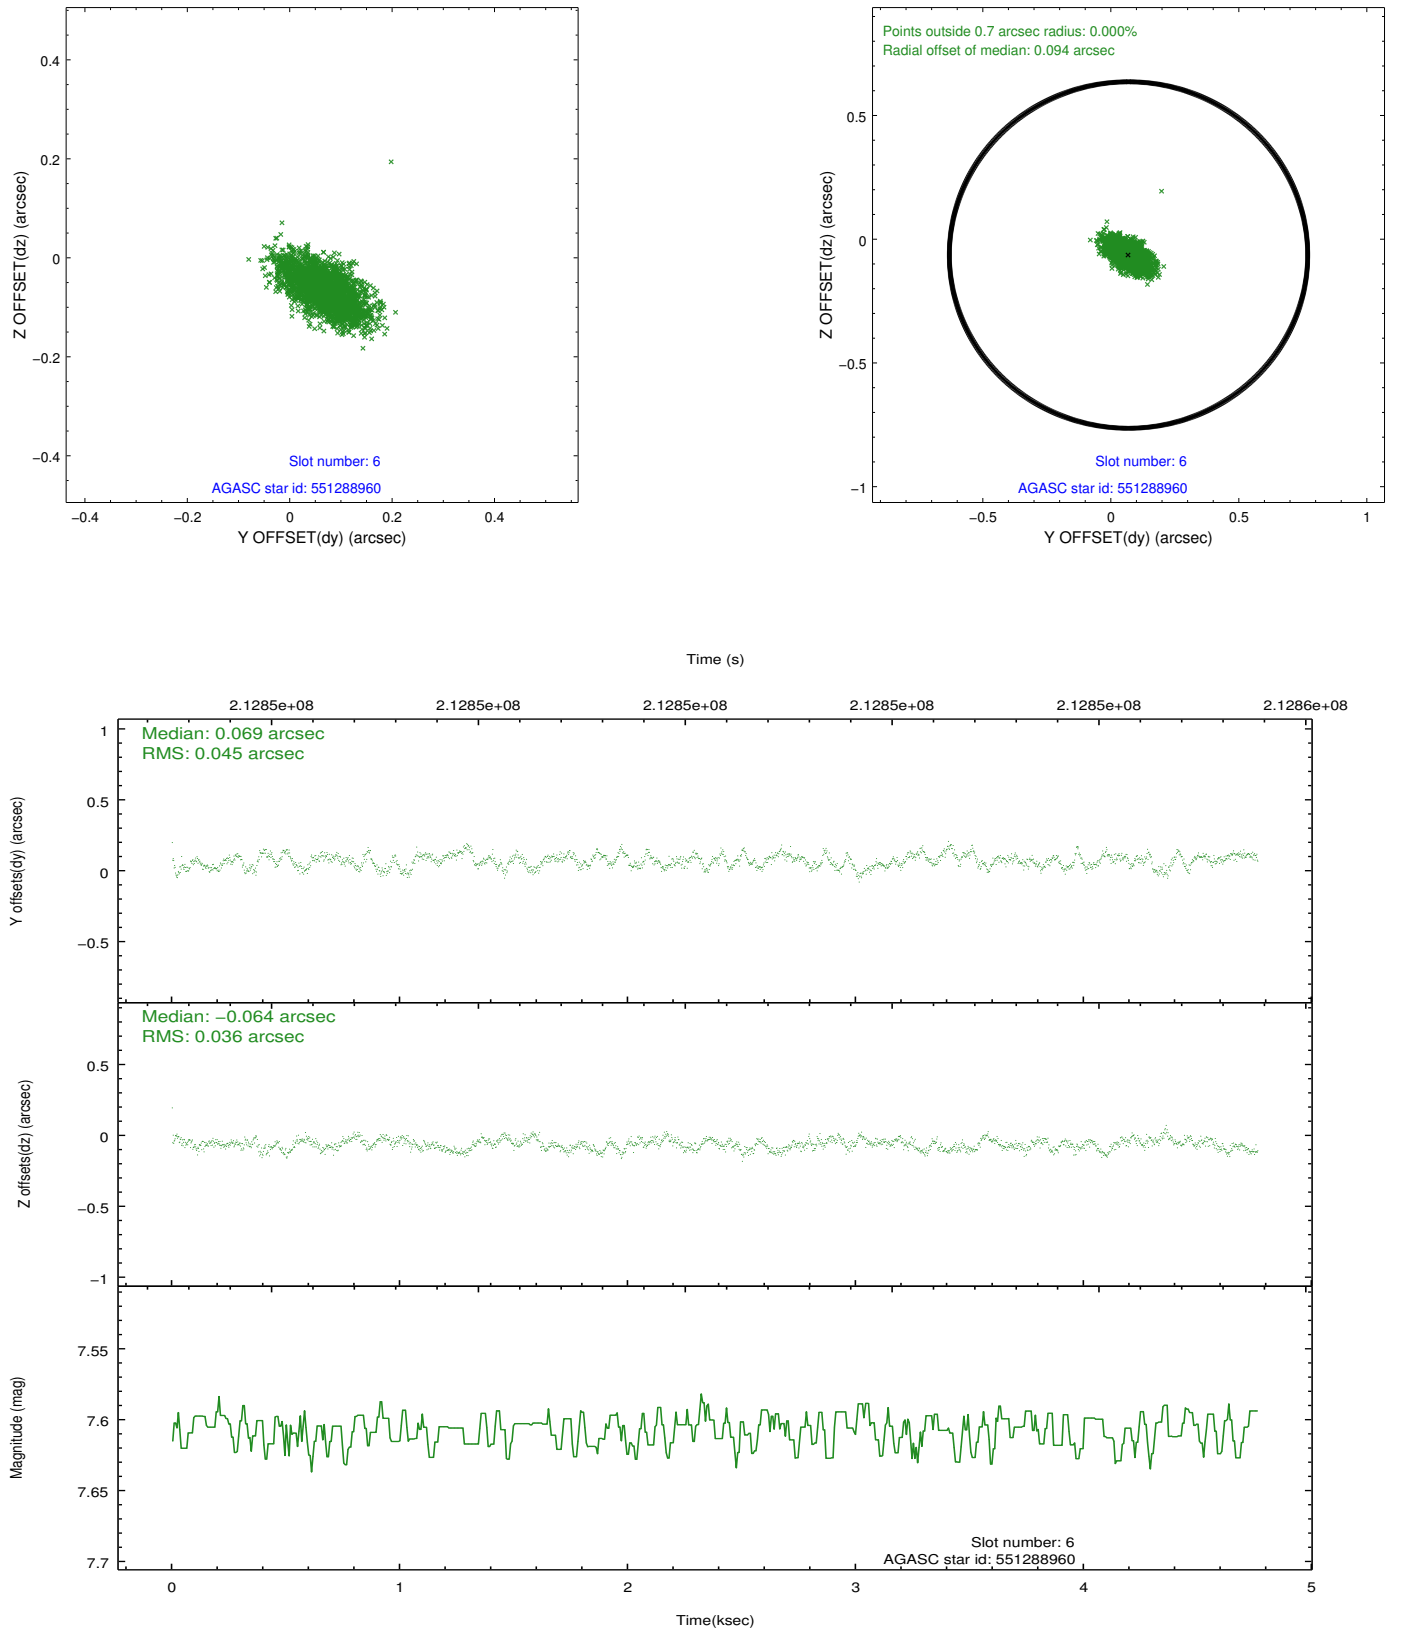 0.4
0.2
0
−0.2
−0.4
Z OFFSET(dz) (arcsec)
Slot number: 6
AGASC star id: 551288960
−0.4 −0.2 0 0.2 0.4
Y OFFSET(dy) (arcsec)
Points outside 0.7 arcsec radius: 0.000%
Radial offset of median: 0.094 arcsec
0.5
0
−0.5
−1
Z OFFSET(dz) (arcsec)
Slot number: 6
AGASC star id: 551288960
−0.5 0 0.5 1
Y OFFSET(dy) (arcsec)
Time (s)
2.1285e+08 2.1285e+08 2.1285e+08 2.1285e+08 2.1285e+08 2.1286e+08
Median: 0.069 arcsec
RMS: 0.045 arcsec
1
0.5
0
−0.5
Y offsets(dy) (arcsec)
Median: −0.064 arcsec
RMS: 0.036 arcsec
0.5
0
−0.5
−1
Z offsets(dz) (arcsec)
7.55
7.6
7.65
7.7
Magnitude (mag)
Slot number: 6
AGASC star id: 551288960
0 1 2 3 4 5
Time(ksec)